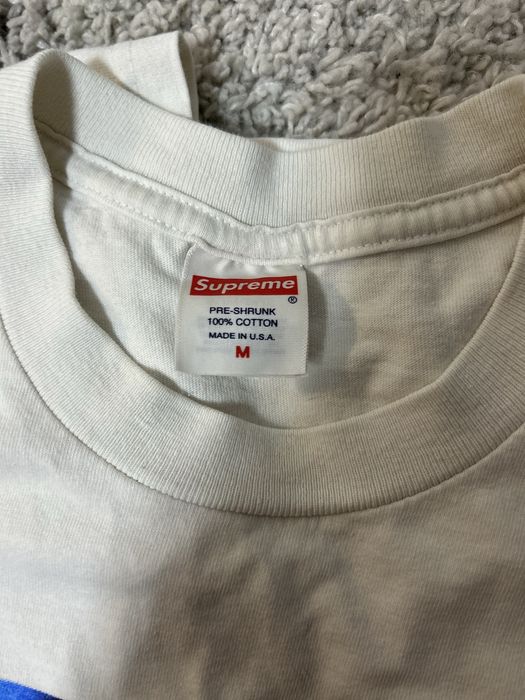 Supreme
®
PRE-SHRUNK
100% COTTON
MADE IN U.S.A.
M